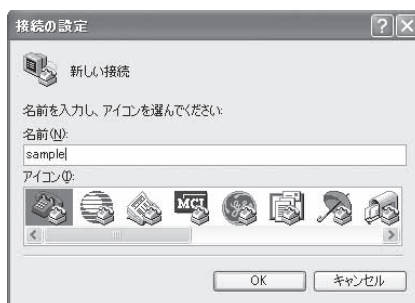 接続の設定
新しい接続
名前を入力し、アイコンを選んでください:
名前(N):
sample
アイコン(I):
MCI
OK
キャンセル